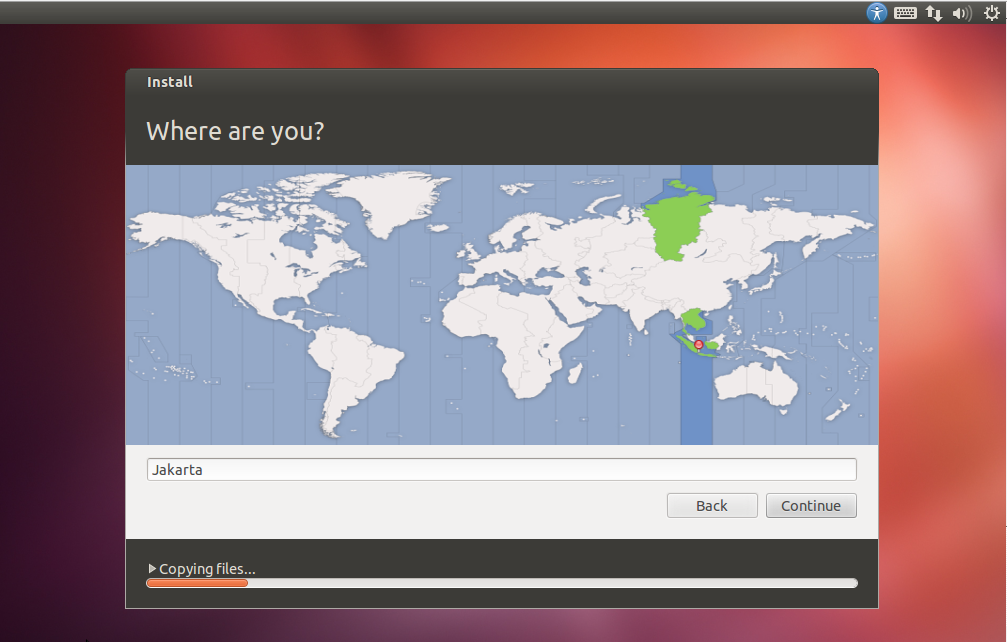 Install
Where are you?
Jakarta
Back
Continue
Copying files...